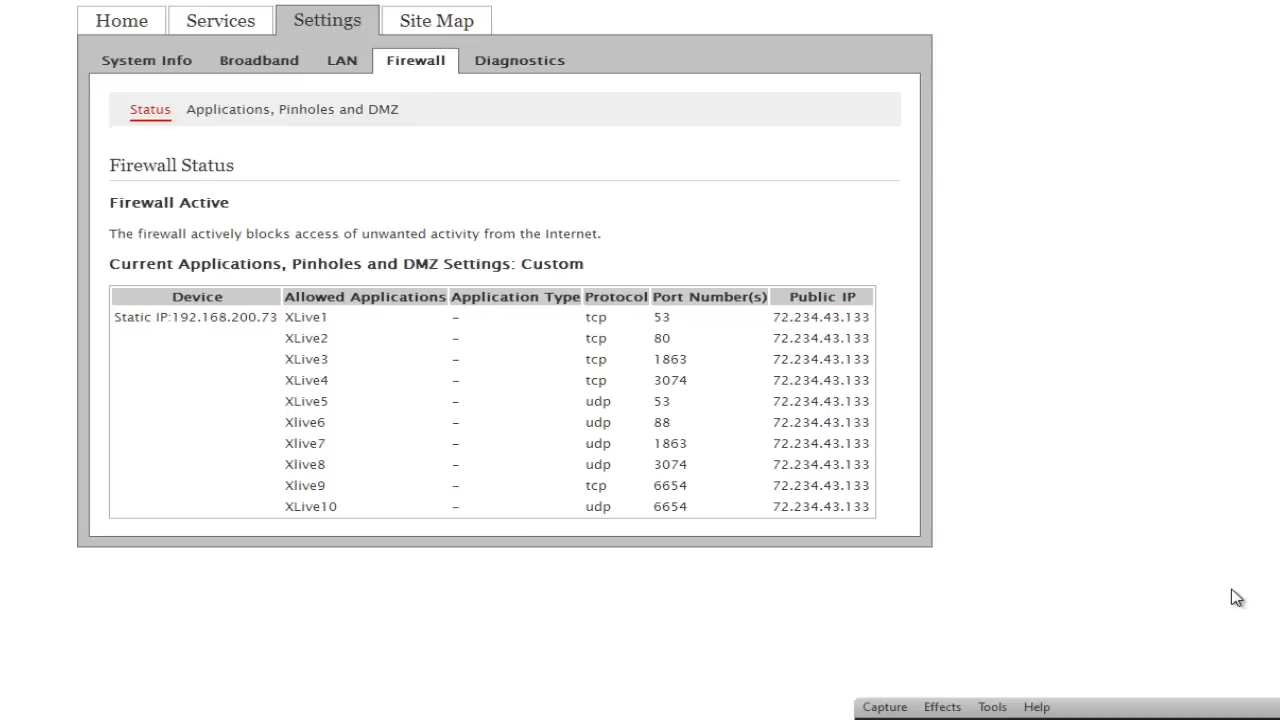 Home Services Settings Site Map
System Info Broadband LAN Firewall Diagnostics
Status Applications, Pinholes and DMZ
Firewall Status
Firewall Active
The firewall actively blocks access of unwanted activity from the Internet.
Current Applications, Pinholes and DMZ Settings: Custom
Device Allowed Applications Application Type Protocol Port Number(s) Public IP
Static IP:192.168.200.73 XLive1 – tcp 53 72.234.43.133
XLive2 – tcp 80 72.234.43.133
XLive3 – tcp 1863 72.234.43.133
XLive4 – tcp 3074 72.234.43.133
XLive5 – udp 53 72.234.43.133
Xlive6 – udp 88 72.234.43.133
Xlive7 – udp 1863 72.234.43.133
Xlive8 – udp 3074 72.234.43.133
Xlive9 – tcp 6654 72.234.43.133
XLive10 – udp 6654 72.234.43.133
Capture Effects Tools Help